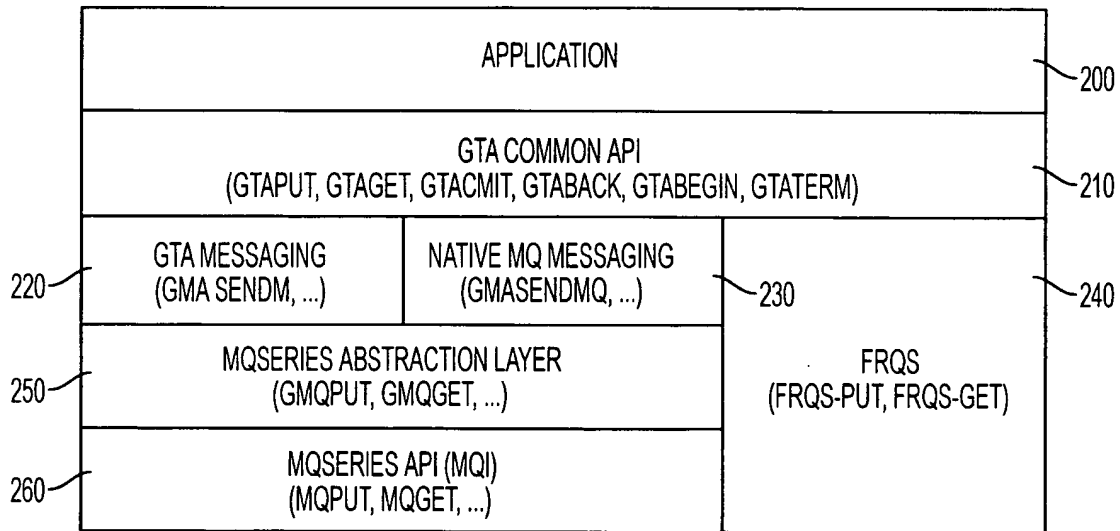 APPLICATION
200
GTA COMMON API
(GTAPUT, GTAGET, GTACMIT, GTABACK, GTABEGIN, GTATERM)
210
220
GTA MESSAGING
(GMA SENDM, ...)
NATIVE MQ MESSAGING
(GMASENDMQ, ...)
230
240
250
MQSERIES ABSTRACTION LAYER
(GMQPUT, GMQGET, ...)
FRQS
(FRQS-PUT, FRQS-GET)
260
MQSERIES API (MQI)
(MQPUT, MQGET, ...)